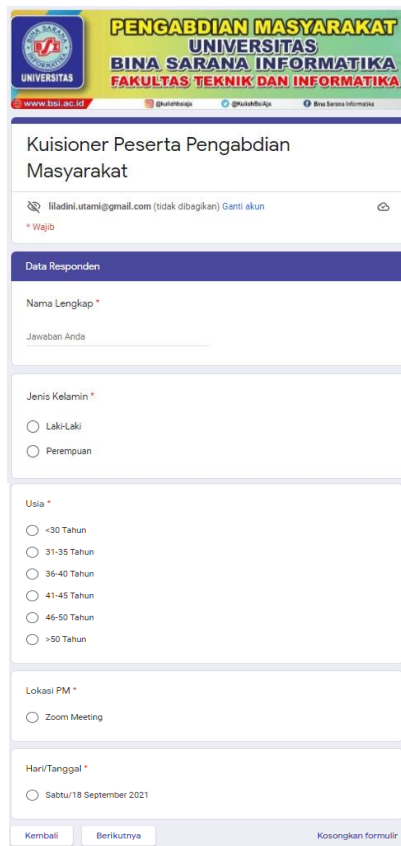 PENGABDIAN MASYARAKAT
UNIVERSITAS
BINA SARANA INFORMATIKA
FAKULTAS TEKNIK DAN INFORMATIKA
UNIVERSITAS
www.bsi.ac.id
@kuliahbsiaja
@KuliahBsiAja
Bina Sarana Informatika
Kuisioner Peserta Pengabdian
Masyarakat
liladini.utami@gmail.com (tidak dibagikan) Ganti akun
* Wajib
Data Responden
Nama Lengkap *
Jawaban Anda
Jenis Kelamin *
Laki-Laki
Perempuan
Usia *
<30 Tahun
31-35 Tahun
36-40 Tahun
41-45 Tahun
46-50 Tahun
>50 Tahun
Lokasi PM *
Zoom Meeting
Hari/Tanggal *
Sabtu/18 September 2021
Kembali
Berikutnya
Kosongkan formulir